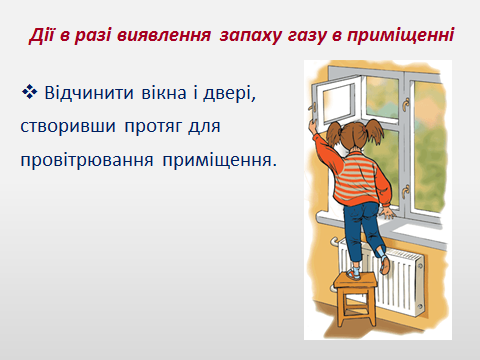 Дії в разі виявлення запаху газу в приміщенні
❖ Відчинити вікна і двері,
створивши протяг для
провітрювання приміщення.